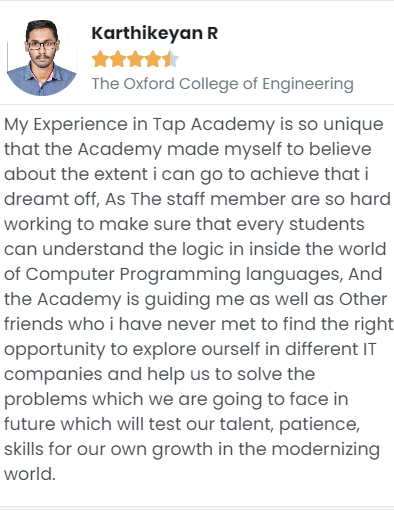 Karthikeyan R
The Oxford College of Engineering
My Experience in Tap Academy is so unique
that the Academy made myself to believe
about the extent i can go to achieve that i
dreamt off, As The staff member are so hard
working to make sure that every students
can understand the logic in inside the world
of Computer Programming languages, And
the Academy is guiding me as well as Other
friends who i have never met to find the right
opportunity to explore ourself in different IT
companies and help us to solve the
problems which we are going to face in
future which will test our talent, patience,
skills for our own growth in the modernizing
world.